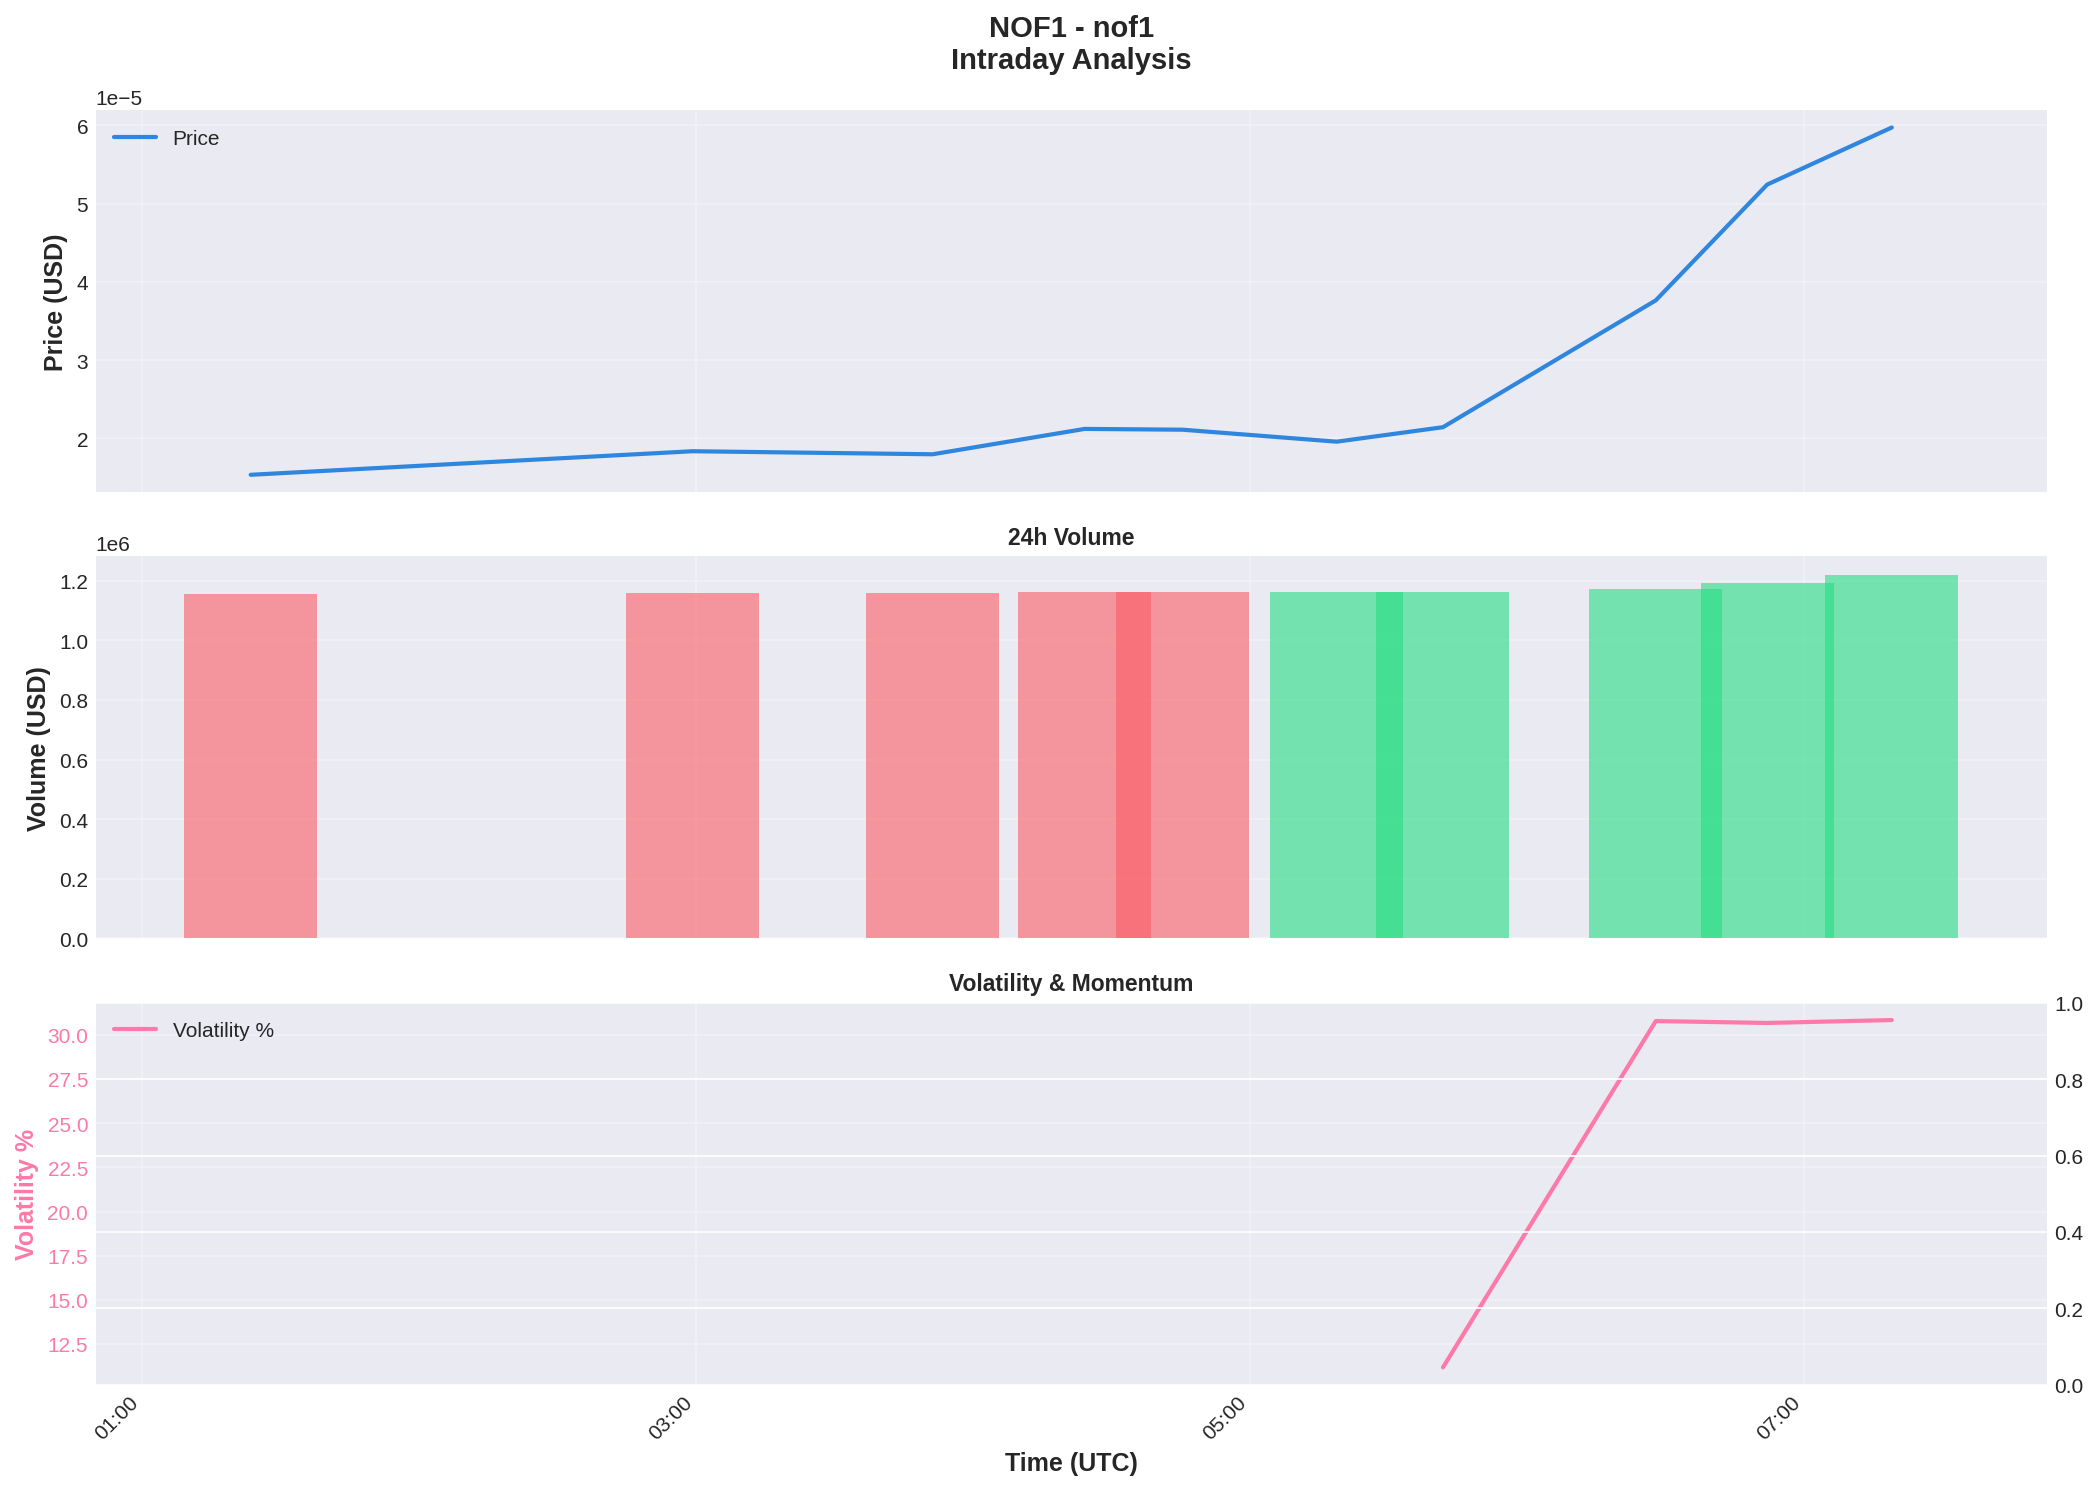 NOF1 - nof1
Intraday Analysis
1e−5
Price
6
5
4
3
2
Price (USD)
24h Volume
1e6
1.2
1.0
0.8
0.6
0.4
0.2
0.0
Volume (USD)
Volatility & Momentum
Volatility %
30.0
27.5
25.0
22.5
20.0
17.5
15.0
12.5
Volatility %
1.0
0.8
0.6
0.4
0.2
0.0
01:00
03:00
05:00
07:00
Time (UTC)